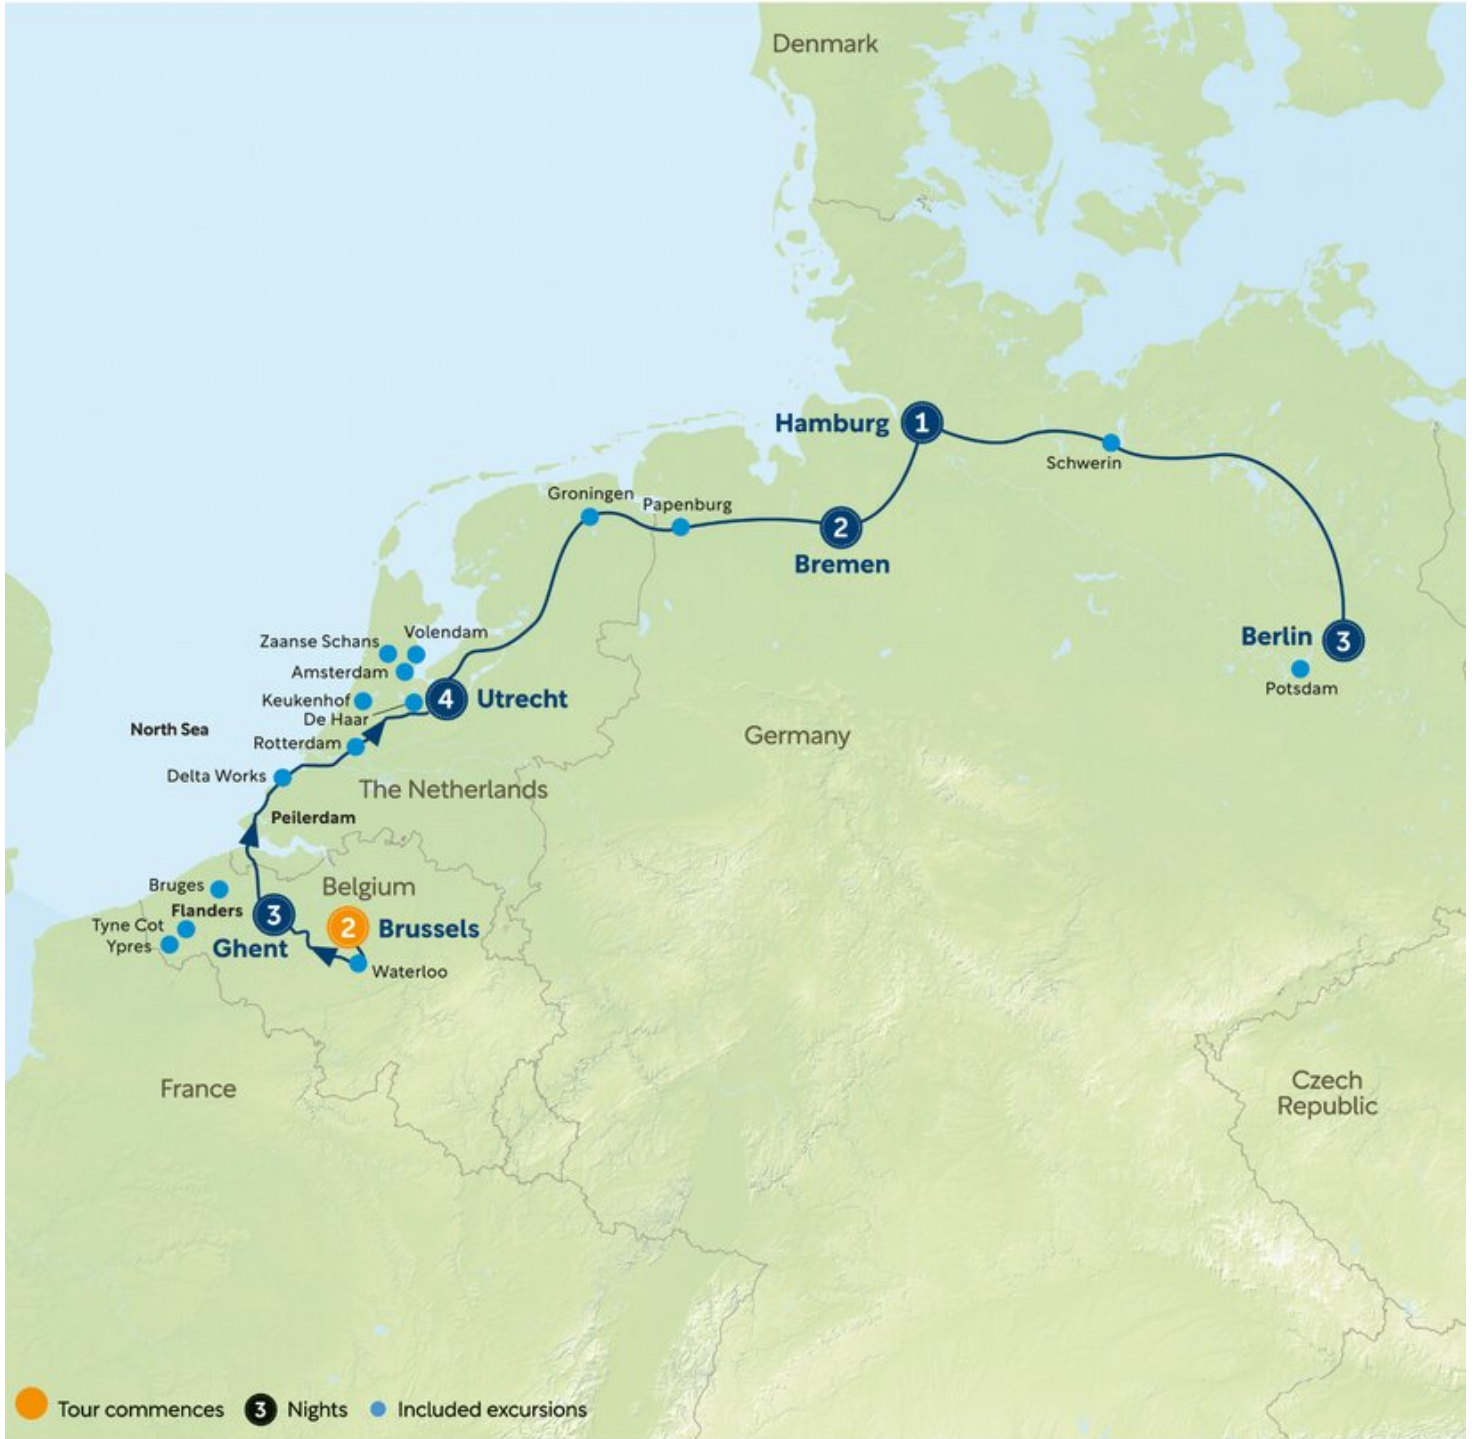 Denmark
Hamburg
1
Schwerin
Groningen
Papenburg
2
Bremen
Zaanse Schans
Volendam
Amsterdam
Berlin
3
Potsdam
Keukenhof
De Haar
4
Utrecht
North Sea
Rotterdam
Germany
Delta Works
The Netherlands
Peilerdam
Bruges
Belgium
Flanders
Tyne Cot
Ypres
3
Ghent
2
Brussels
Waterloo
France
Czech
Republic
Tour commences
3
Nights
Included excursions